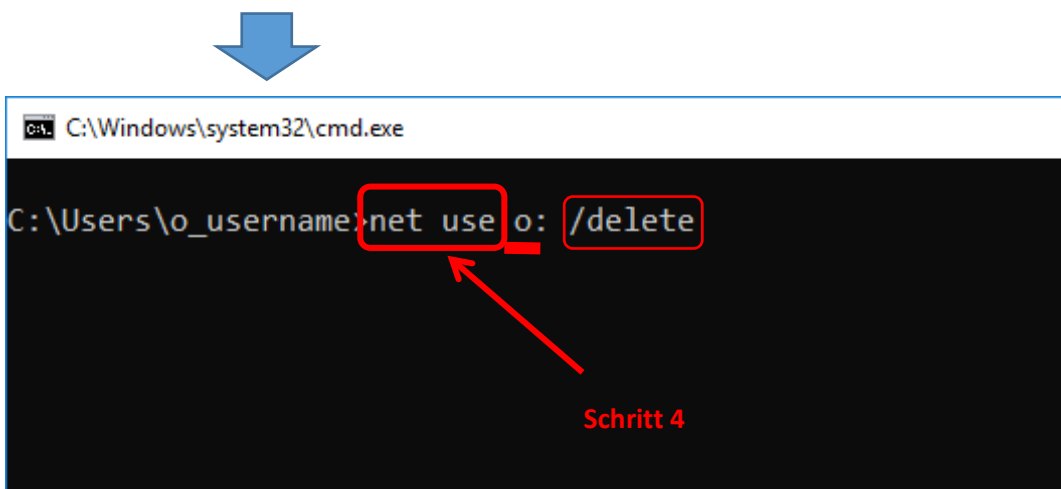 C:\Windows\system32\cmd.exe
C:\Users\o_username>net use o: /delete
Schritt 4